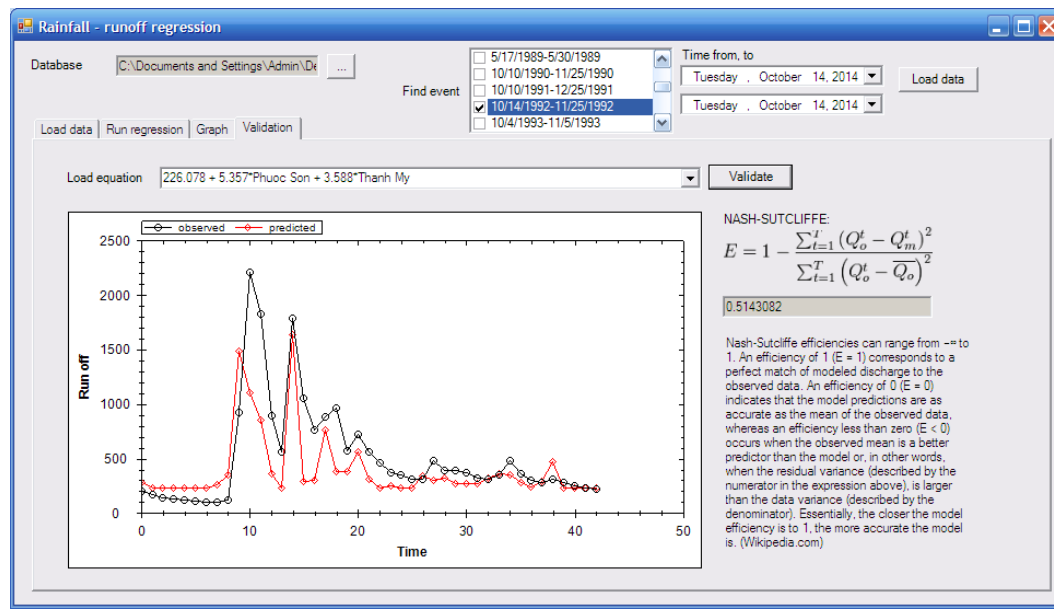 Rainfall - runoff regression
Database
C:\Documents and Settings\Admin\De
...
Find event
5/17/1989-5/30/1989
10/10/1990-11/25/1990
10/10/1991-12/25/1991
10/14/1992-11/25/1992
10/4/1993-11/5/1993
Time from, to
Tuesday , October 14, 2014
Tuesday , October 14, 2014
Load data
Load data Run regression Graph Validation
Load equation
226.078 + 5.357*Phuoc Son + 3.588*Thanh My
Validate
observed predicted
2500
2000
1500
1000
500
0
Run off
0 10 20 30 40 50
Time
NASH-SUTCLIFFE:
E = 1 − ∑ᵀₜ₌₁ (Qᵗₒ − Qᵗₘ)² / ∑ᵀₜ₌₁ (Qᵗₒ − Q̅ₒ)²
0.5143082
Nash-Sutcliffe efficiencies can range from -∞ to
1. An efficiency of 1 (E = 1) corresponds to a
perfect match of modeled discharge to the
observed data. An efficiency of 0 (E = 0)
indicates that the model predictions are as
accurate as the mean of the observed data,
whereas an efficiency less than zero (E < 0)
occurs when the observed mean is a better
predictor than the model or, in other words,
when the residual variance (described by the
numerator in the expression above), is larger
than the data variance (described by the
denominator). Essentially, the closer the model
efficiency is to 1, the more accurate the model
is. (Wikipedia.com)